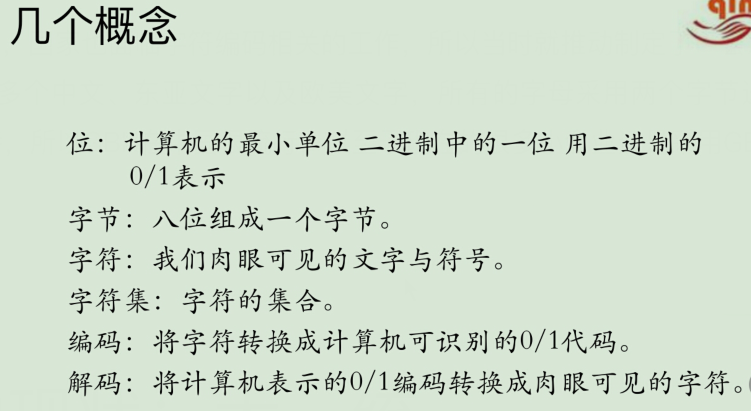 几个概念
位：计算机的最小单位 二进制中的一位 用二进制的
0/1表示
字节：八位组成一个字节。
字符：我们肉眼可见的文字与符号。
字符集：字符的集合。
编码：将字符转换成计算机可识别的0/1代码。
解码：将计算机表示的0/1编码转换成肉眼可见的字符。